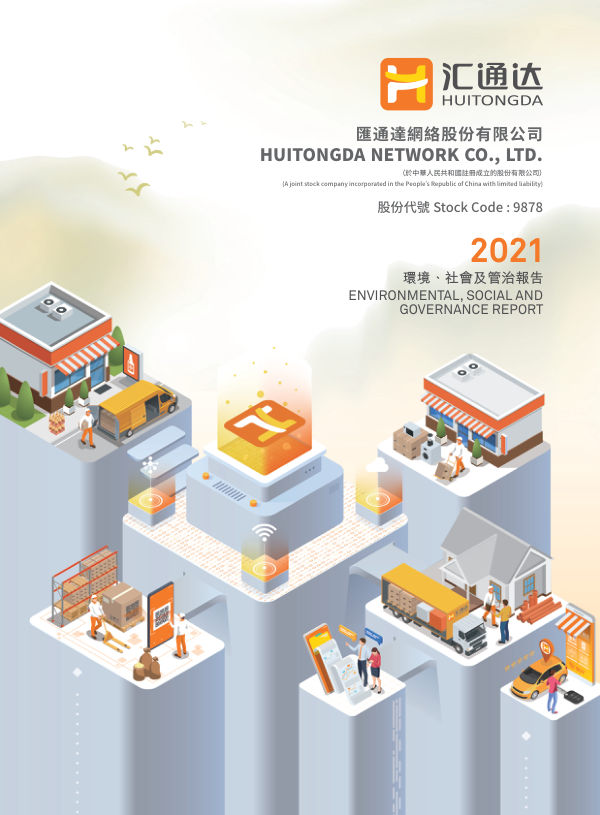 汇通达
HUITONGDA
匯通達網絡股份有限公司
HUITONGDA NETWORK CO., LTD.
(於中華人民共和國註冊成立的股份有限公司)
(A joint stock company incorporated in the People's Republic of China with limited liability)
股份代號 Stock Code : 9878
2021
環境、社會及管治報告
ENVIRONMENTAL, SOCIAL AND
GOVERNANCE REPORT